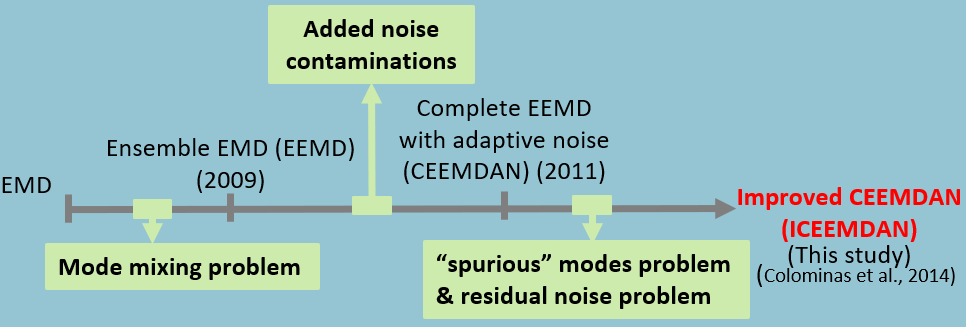 Added noise
contaminations
Complete EEMD
with adaptive noise
(CEEMDAN) (2011)
Ensemble EMD (EEMD)
(2009)
EMD
Improved CEEMDAN
(ICEEMDAN)
(This study)
(Colominas et al., 2014)
Mode mixing problem
“spurious” modes problem
& residual noise problem